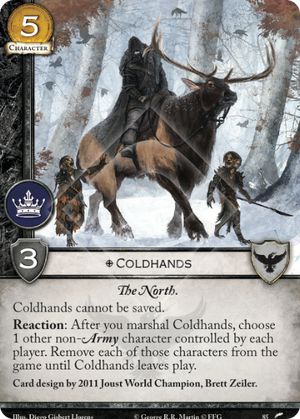 5
CHARACTER
3
COLDHANDS
The North.
Coldhands cannot be saved.
Reaction: After you marshal Coldhands, choose
1 other non-Army character controlled by each
player. Remove each of those characters from the
game until Coldhands leaves play.
Card design by 2011 Joust World Champion, Brett Zeiler.
Illus. Diego Gisbert Llorens © George R.R. Martin & FFG 85